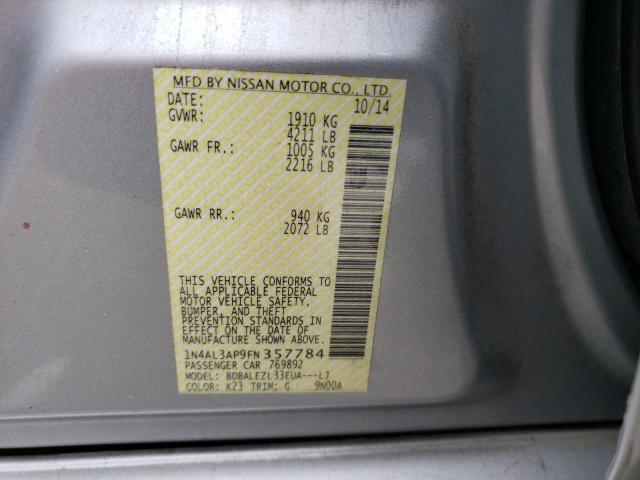 MFD BY NISSAN MOTOR CO., LTD.
DATE: 10/14
GVWR: 1910 KG
4211 LB
GAWR FR.: 1005 KG
2216 LB
GAWR RR.: 940 KG
2072 LB
THIS VEHICLE CONFORMS TO
ALL APPLICABLE FEDERAL
MOTOR VEHICLE SAFETY,
BUMPER, AND THEFT
PREVENTION STANDARDS IN
EFFECT ON THE DATE OF
MANUFACTURE SHOWN ABOVE.
1N4AL3AP9FN357784
PASSENGER CAR 769892
MODEL: BDBALEZL33EUA---L7
COLOR: K23 TRIM: G 9N00A